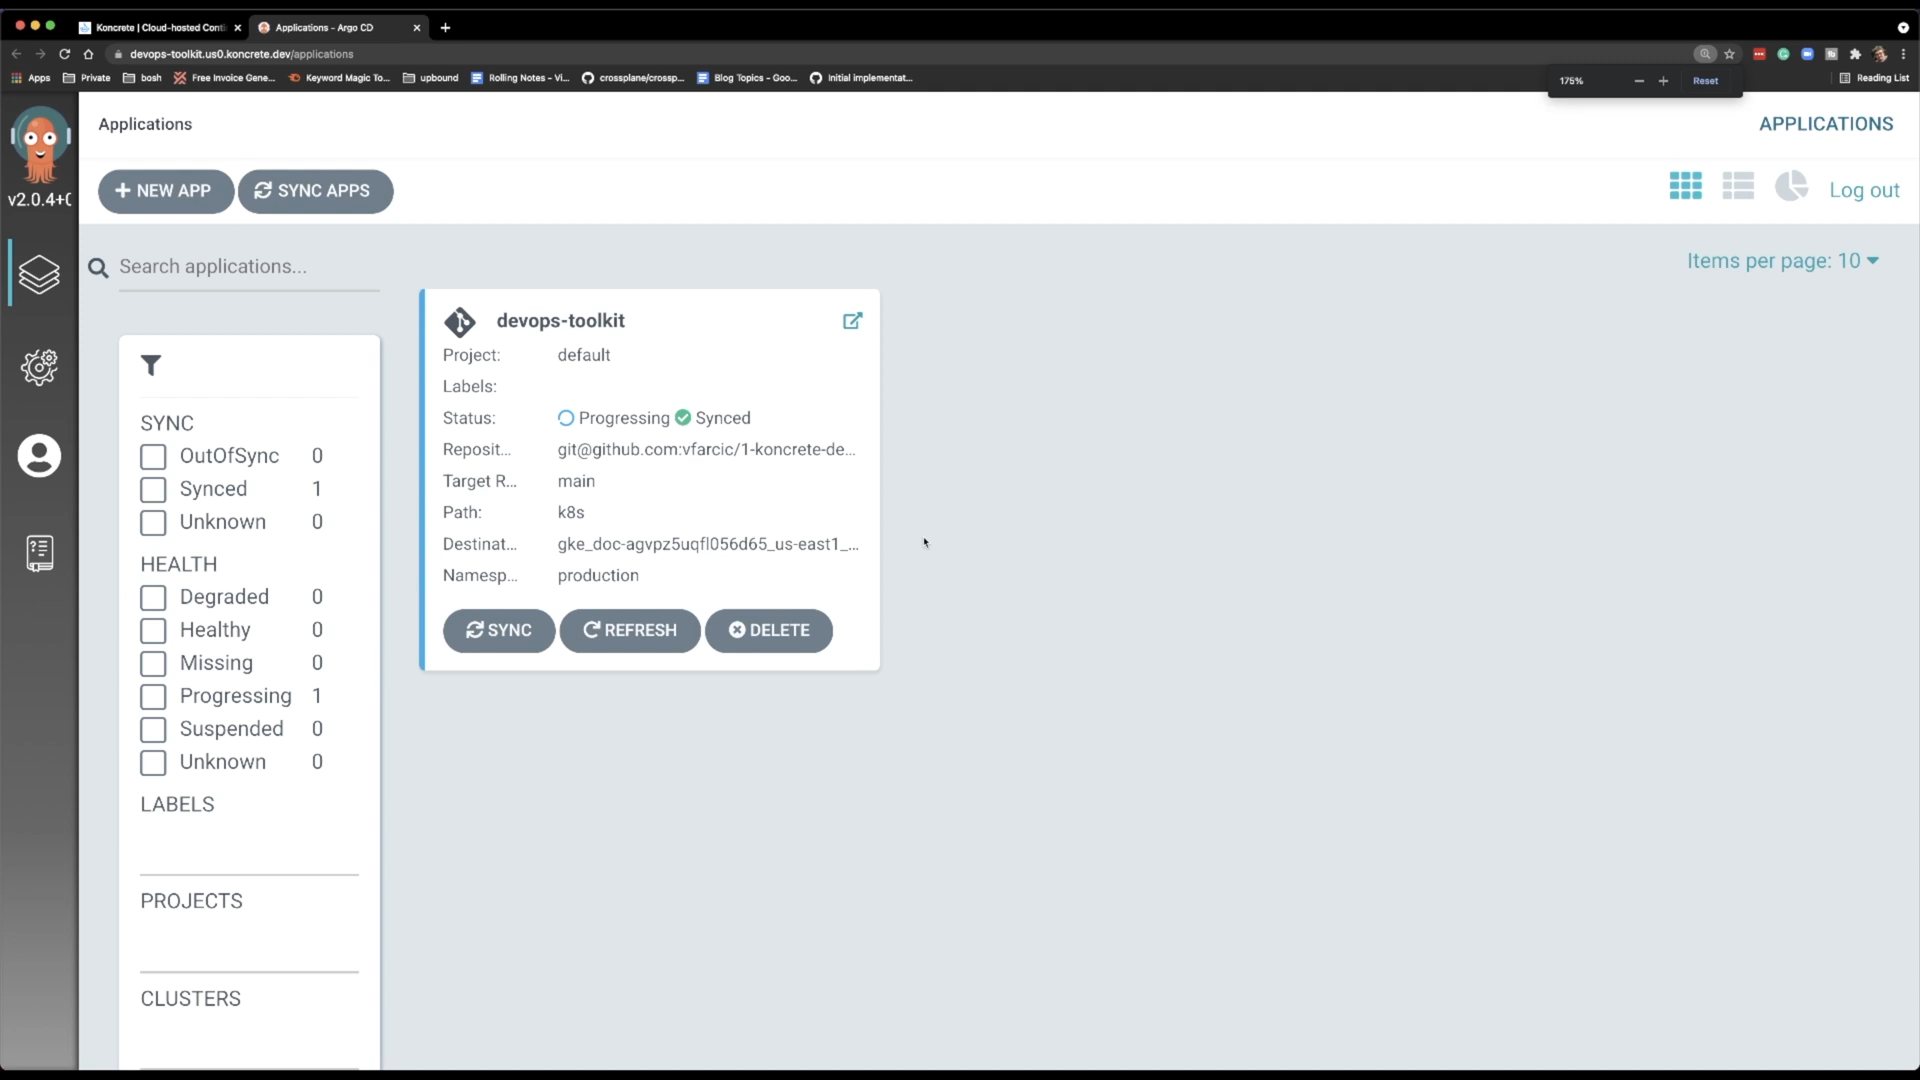 Koncrete | Cloud-hosted Conti
Applications - Argo CD
devops-toolkit.us0.koncrete.dev/applications
Apps
Private
bosh
Free Invoice Gene...
Keyword Magic To...
upbound
Rolling Notes – Vi...
crossplane/crossp...
Blog Topics – Goo...
Initial implementat...
Reading List
175%
Reset
Applications
APPLICATIONS
v2.0.4+0
NEW APP
SYNC APPS
Log out
Search applications...
Items per page: 10
SYNC
OutOfSync 0
Synced 1
Unknown 0
HEALTH
Degraded 0
Healthy 0
Missing 0
Progressing 1
Suspended 0
Unknown 0
LABELS
PROJECTS
CLUSTERS
devops-toolkit
Project: default
Labels:
Status: Progressing Synced
Reposit... git@github.com:vfarcic/1-koncrete-de...
Target R... main
Path: k8s
Destinat... gke_doc-agvpz5uqfl056d65_us-east1_...
Namesp... production
SYNC
REFRESH
DELETE